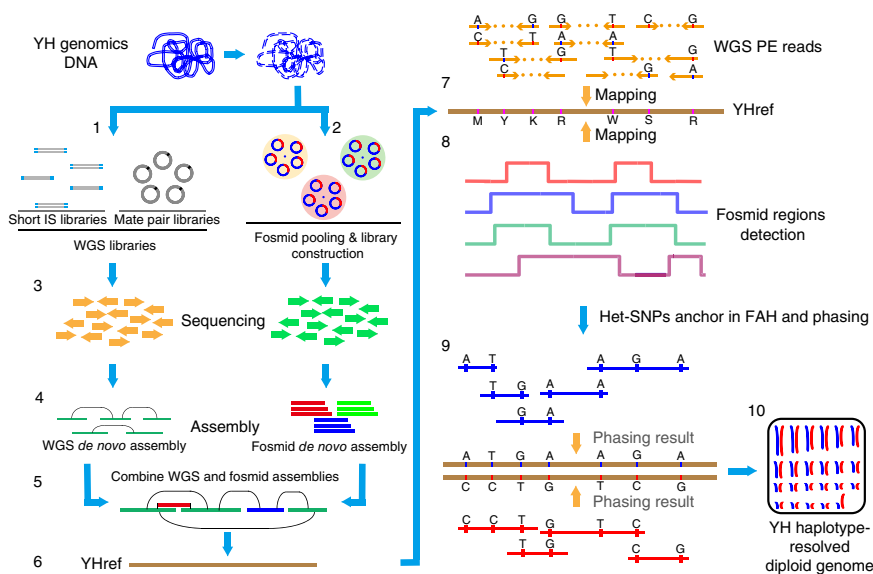 YH genomics
DNA
1
2
Short IS libraries
Mate pair libraries
WGS libraries
Fosmid pooling & library
construction
3
Sequencing
4
Assembly
WGS de novo assembly
Fosmid de novo assembly
5
Combine WGS and fosmid assemblies
6
YHref
A G G T C G
C T A A
T G T G
C G A
WGS PE reads
7
Mapping
YHref
M Y K R W S R
Mapping
8
Fosmid regions
detection
Het-SNPs anchor in FAH and phasing
9
A T A G A
T G A A
G A
Phasing result
A T G A A G A
C C T G T C G
Phasing result
C C T G T C
T G C G
10
YH haplotype-
resolved
diploid genome